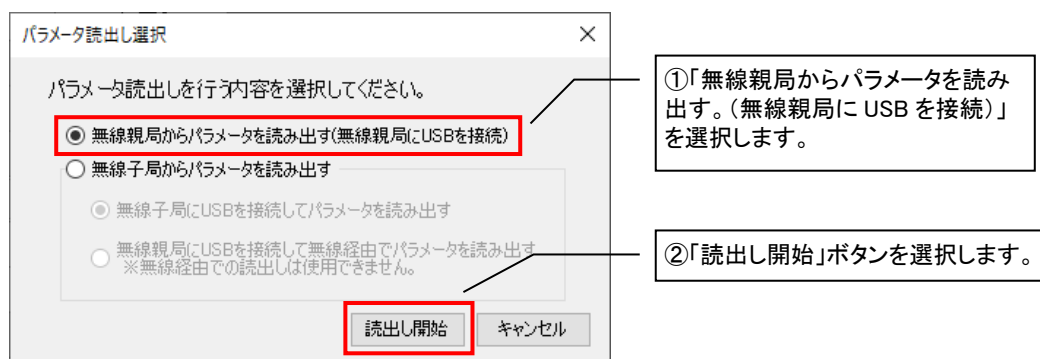 パラメータ読出し選択
パラメータ読出しを行う内容を選択してください。
無線親局からパラメータを読み出す(無線親局にUSBを接続)
無線子局からパラメータを読み出す
無線子局にUSBを接続してパラメータを読み出す
無線親局にUSBを接続して無線経由でパラメータを読み出す
※無線経由での読出しは使用できません。
読出し開始
キャンセル
①「無線親局からパラメータを読み
出す。(無線親局に USB を接続)」
を選択します。
②「読出し開始」ボタンを選択します。